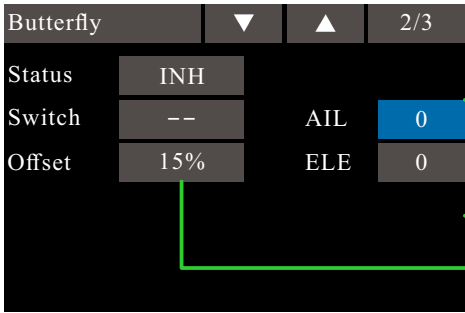 Butterfly ▼ ▲ 2/3
Status INH
Switch -- AIL 0
Offset 15% ELE 0